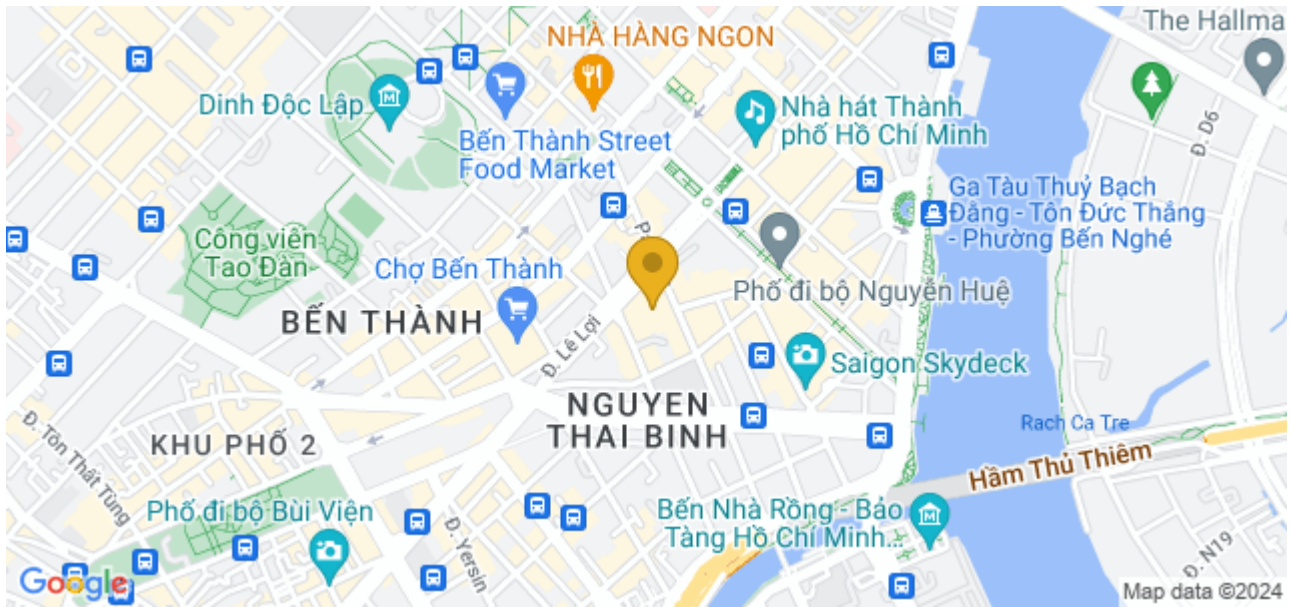 The Hallma
NHÀ HÀNG NGON
Dinh Độc Lập
Nhà hát Thành
phố Hồ Chí Minh
Đ. D6
Bến Thành Street
Food Market
Ga Tàu Thuỷ Bạch
Đằng - Tôn Đức Thắng
- Phường Bến Nghé
Công viên
Tao Đàn
Chợ Bến Thành
Phố đi bộ Nguyễn Huệ
BẾN THÀNH
Đ. Lê Lợi
Saigon Skydeck
NGUYEN
THAI BINH
Rach Ca Tre
Đ. Tôn Thất Tùng
KHU PHỐ 2
Hầm Thủ Thiêm
Phố đi bộ Bùi Viện
Đ. Yersin
Bến Nhà Rồng - Bảo
Tàng Hồ Chí Minh...
Đ. N19
Google
Map data ©2024